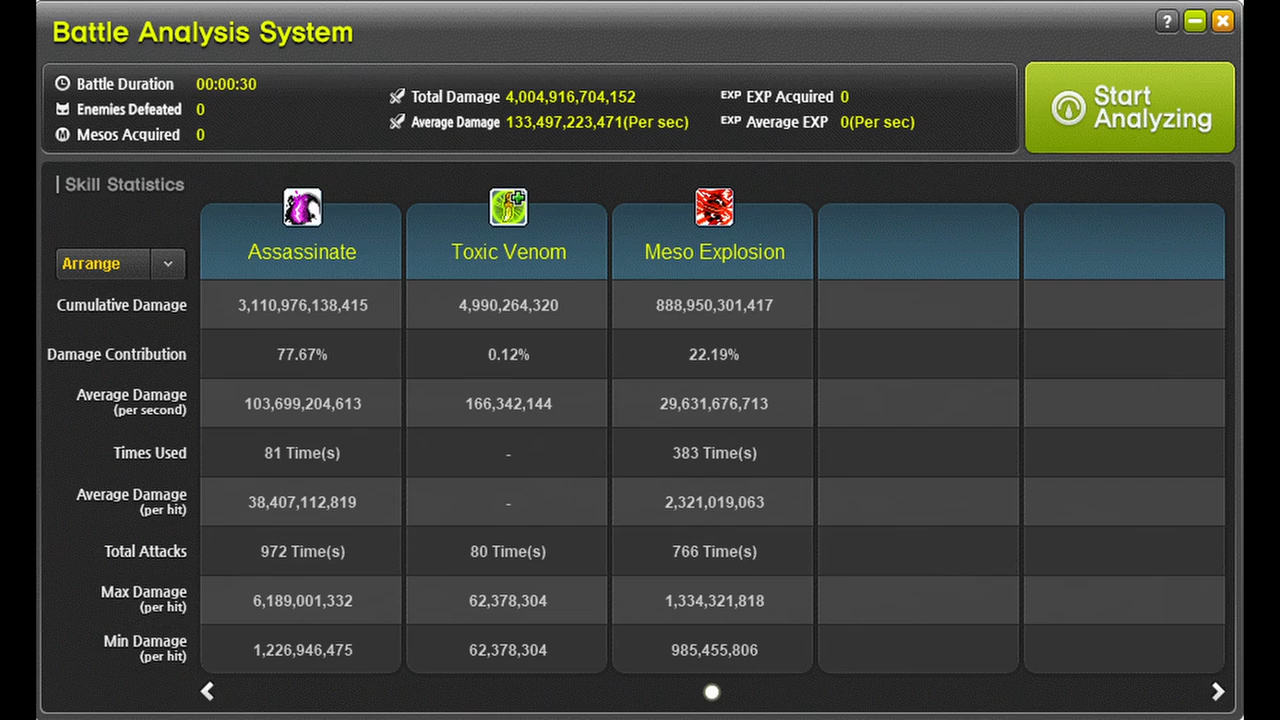 Battle Analysis System
?
Battle Duration 00:00:30
Enemies Defeated 0
Mesos Acquired 0
Total Damage 4,004,916,704,152
Average Damage 133,497,223,471(Per sec)
EXP EXP Acquired 0
EXP Average EXP 0(Per sec)
Start
Analyzing
Skill Statistics
Arrange
Assassinate Toxic Venom Meso Explosion
Cumulative Damage 3,110,976,138,415 4,990,264,320 888,950,301,417
Damage Contribution 77.67% 0.12% 22.19%
Average Damage
(per second) 103,699,204,613 166,342,144 29,631,676,713
Times Used 81 Time(s) - 383 Time(s)
Average Damage
(per hit) 38,407,112,819 - 2,321,019,063
Total Attacks 972 Time(s) 80 Time(s) 766 Time(s)
Max Damage
(per hit) 6,189,001,332 62,378,304 1,334,321,818
Min Damage
(per hit) 1,226,946,475 62,378,304 985,455,806